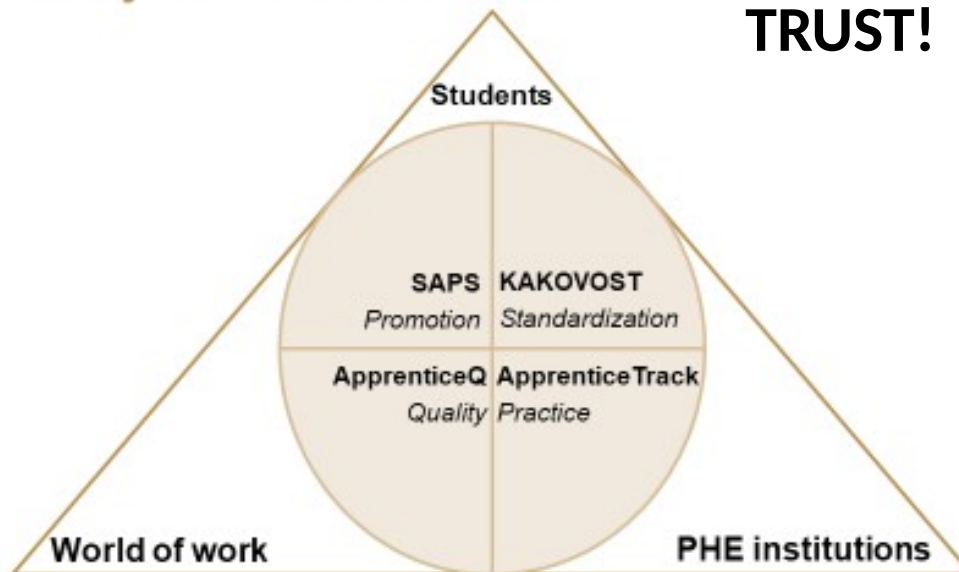 TRUST!
Students
SAPS KAKOVOST
Promotion Standardization
ApprenticeQ ApprenticeTrack
Quality Practice
World of work PHE institutions